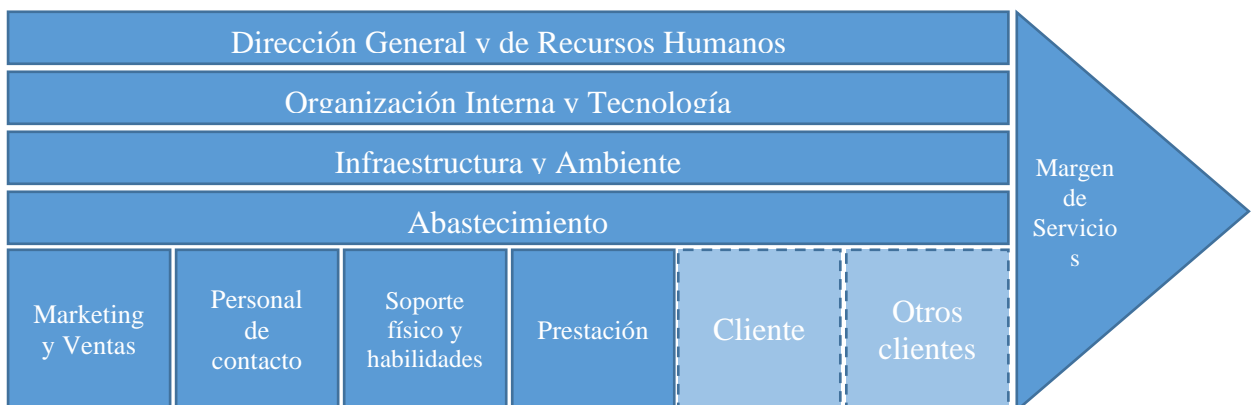 Dirección General y de Recursos Humanos
Organización Interna y Tecnología
Infraestructura y Ambiente
Abastecimiento
Margen
de
Servicio
s
Marketing
y Ventas
Personal
de
contacto
Soporte
físico y
habilidades
Prestación
Cliente
Otros
clientes